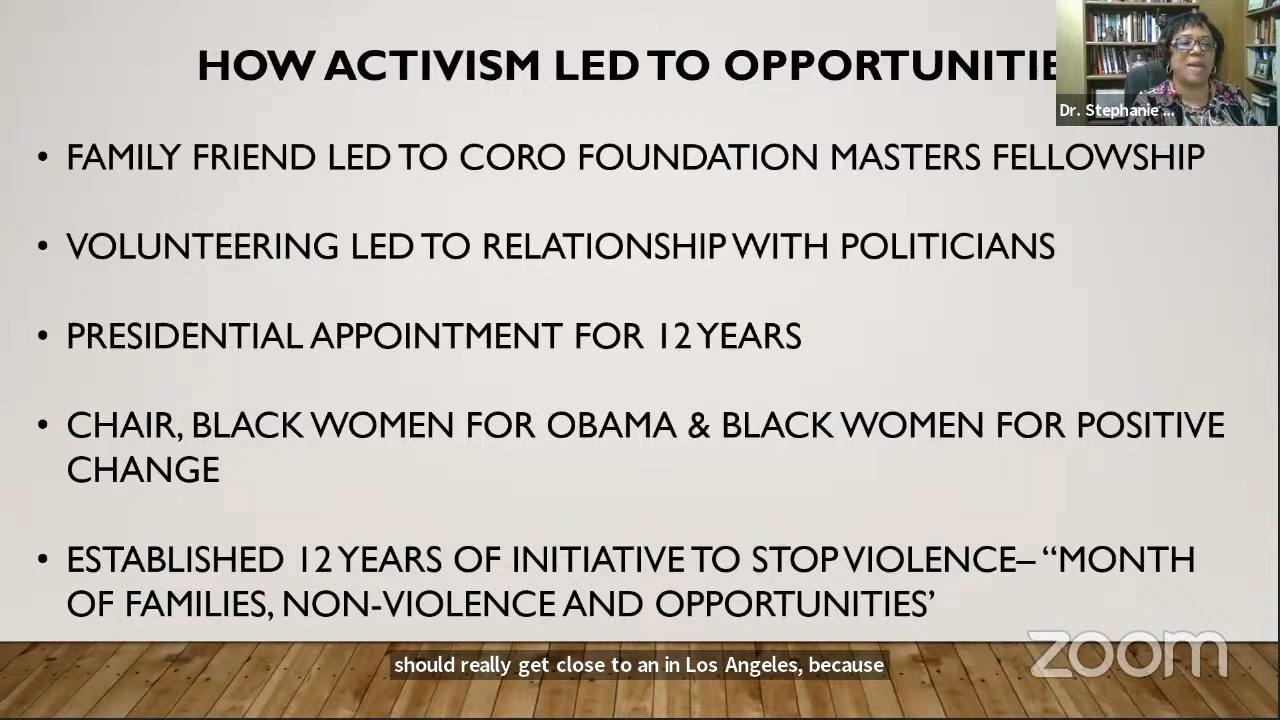 HOW ACTIVISM LED TO OPPORTUNITIE
Dr. Stephanie ...
• FAMILY FRIEND LED TO CORO FOUNDATION MASTERS FELLOWSHIP
• VOLUNTEERING LED TO RELATIONSHIP WITH POLITICIANS
• PRESIDENTIAL APPOINTMENT FOR 12 YEARS
• CHAIR, BLACK WOMEN FOR OBAMA & BLACK WOMEN FOR POSITIVE
CHANGE
• ESTABLISHED 12 YEARS OF INITIATIVE TO STOP VIOLENCE– “MONTH
OF FAMILIES, NON-VIOLENCE AND OPPORTUNITIES’
zoom
should really get close to an in Los Angeles, because